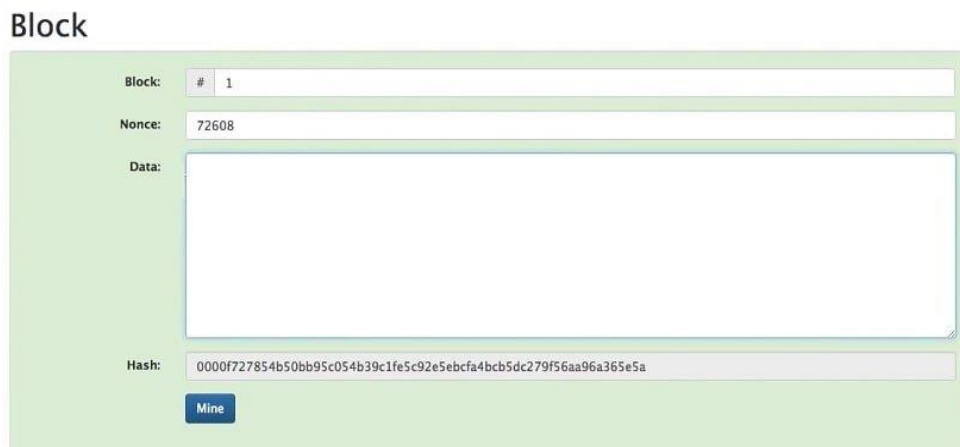 Block
Block: # 1
Nonce: 72608
Data:
Hash: 0000f727854b50bb95c054b39c1fe5c92e5ebcfa4bcb5dc279f56aa96a365e5a
Mine